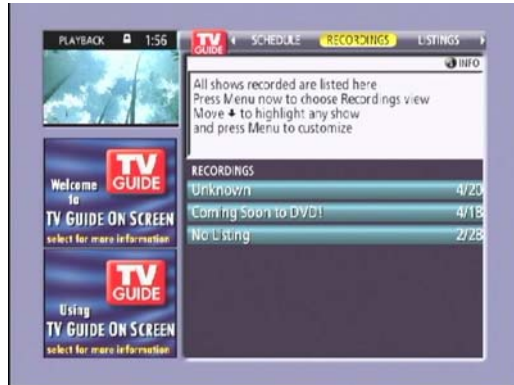 PLAYBACK 1:56
TV GUIDE SCHEDULE RECORDINGS LISTINGS
INFO
All shows recorded are listed here
Press Menu now to choose Recordings view
Move to highlight any show
and press Menu to customize
RECORDINGS
Unknown 4/20
Coming Soon to DVD! 4/18
No Listing 2/28
TV
GUIDE
Welcome
to
TV GUIDE ON SCREEN
select for more information
TV
GUIDE
Using
TV GUIDE ON SCREEN
select for more information